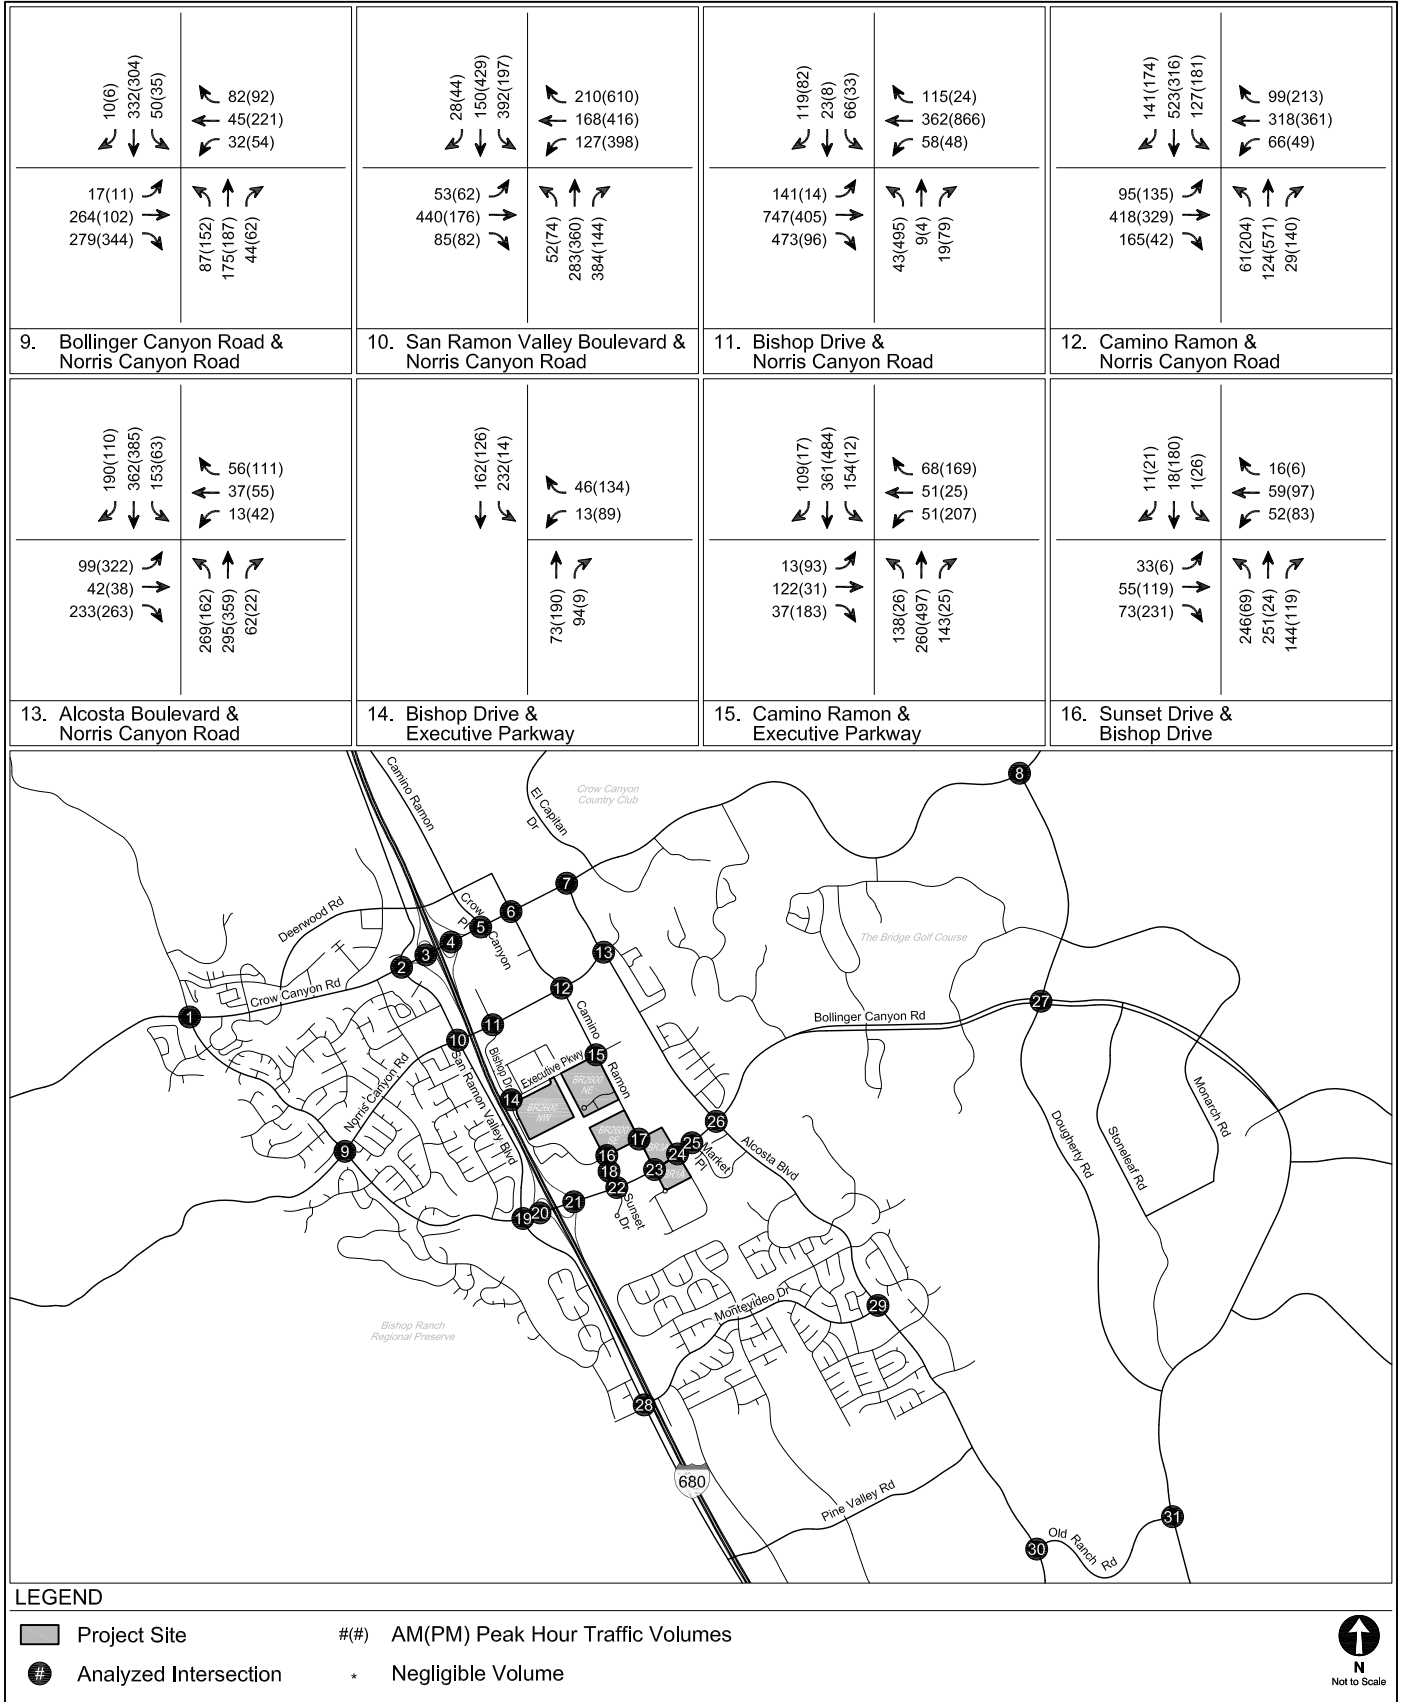 10(6)
332(304)
50(35)
82(92)
45(221)
32(54)
17(11)
264(102)
279(344)
87(152)
175(187)
44(62)
9. Bollinger Canyon Road &
Norris Canyon Road
28(44)
150(429)
392(197)
210(610)
168(416)
127(398)
53(62)
440(176)
85(82)
52(74)
283(360)
384(144)
10. San Ramon Valley Boulevard &
Norris Canyon Road
119(82)
23(8)
66(33)
115(24)
362(866)
58(48)
141(14)
747(405)
473(96)
43(495)
9(4)
19(79)
11. Bishop Drive &
Norris Canyon Road
141(174)
523(316)
127(181)
99(213)
318(361)
66(49)
95(135)
418(329)
165(42)
61(204)
124(571)
29(140)
12. Camino Ramon &
Norris Canyon Road
190(110)
362(385)
153(63)
56(111)
37(55)
13(42)
99(322)
42(38)
233(263)
269(162)
295(359)
62(22)
13. Alcosta Boulevard &
Norris Canyon Road
162(126)
232(14)
46(134)
13(89)
73(190)
94(9)
14. Bishop Drive &
Executive Parkway
109(17)
361(484)
154(12)
68(169)
51(25)
51(207)
13(93)
122(31)
37(183)
138(26)
260(497)
143(25)
15. Camino Ramon &
Executive Parkway
11(21)
18(180)
1(26)
16(6)
59(97)
52(83)
33(6)
55(119)
73(231)
246(69)
251(24)
144(119)
16. Sunset Drive &
Bishop Drive
Camino Ramon
El Capitan
Dr
Crow Canyon
Country Club
8
7
6
5
4
3
2
1
Crow
Canyon
Pl
Deerwood Rd
Crow Canyon Rd
13
12
11
10
The Bridge Golf Course
27
Bollinger Canyon Rd
Camino
Ramon
15
Executive Pkwy
Bishop Dr
14
BR2600
NE
BR2600
NW
BR2600
SE
San Ramon Valley Blvd
Norris Canyon Rd
9
17
16
18
22
23
24
25
26
Market
Pl
Alcosta Blvd
Sunset
Dr
19
20
21
Monarch Rd
Stoneleaf Rd
Dougherty Rd
Montevideo Dr
29
Bishop Ranch
Regional Preserve
28
680
Pine Valley Rd
30
Old Ranch Rd
31
LEGEND
Project Site
#(#) AM(PM) Peak Hour Traffic Volumes
# Analyzed Intersection
* Negligible Volume
N
Not to Scale